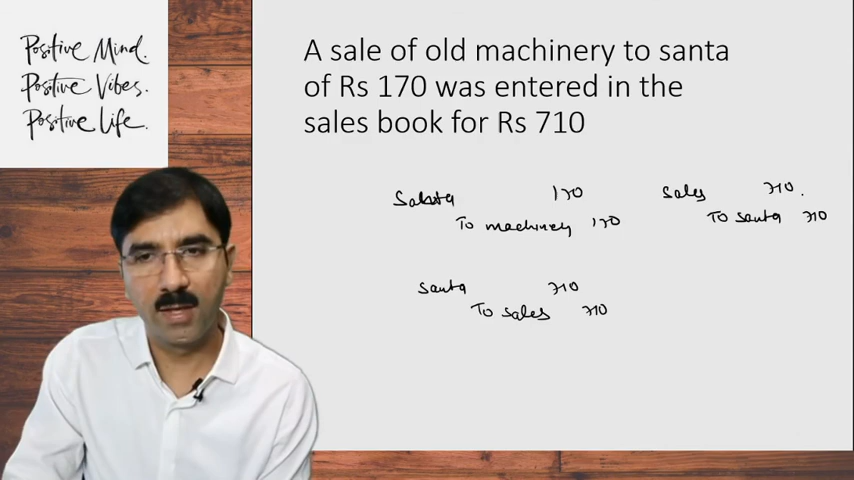 Positive Mind.
Positive Vibes.
Positive Life.
A sale of old machinery to santa
of Rs 170 was entered in the
sales book for Rs 710
170
To machinery 170
Sales 710.
To Santa 710
Santa 710
To Sales 710